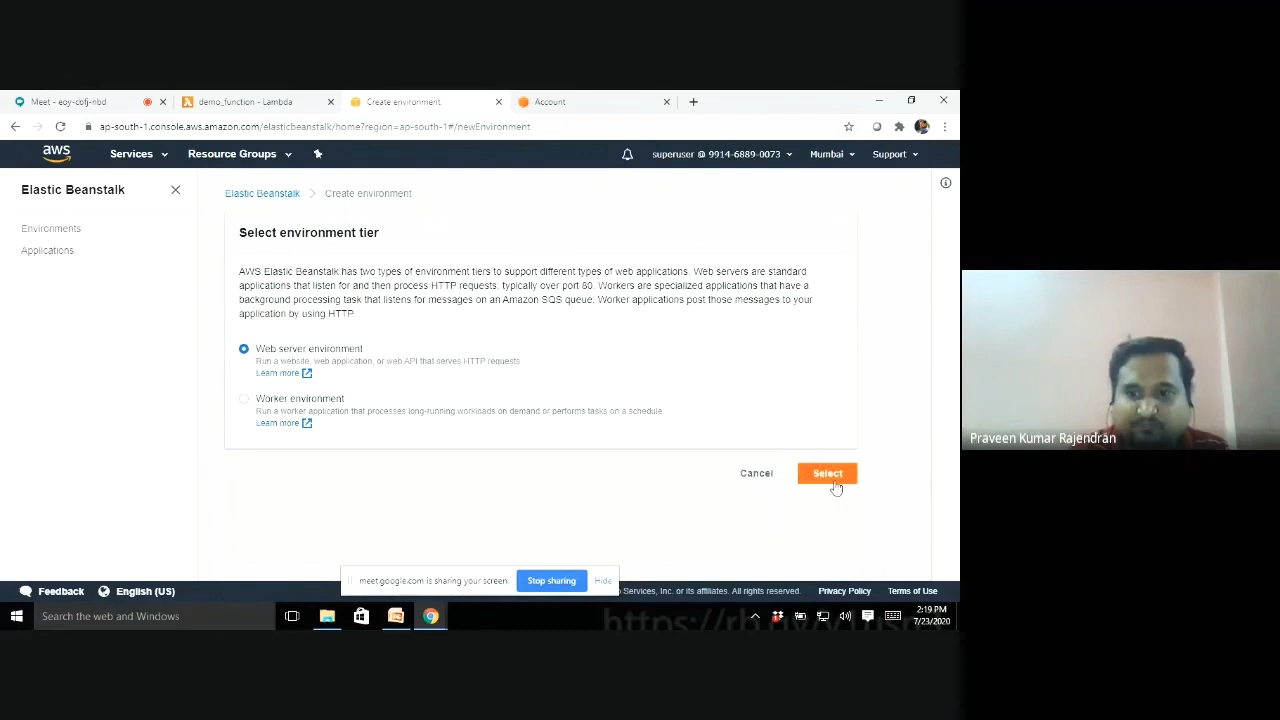 Meet - eoy-cbfj-nbd
demo_function - Lambda
Create environment
Account
ap-south-1.console.aws.amazon.com/elasticbeanstalk/home?region=ap-south-1#/newEnvironment
aws
Services
Resource Groups
superuser @ 9914-6889-0073
Mumbai
Support
Elastic Beanstalk
Environments
Applications
Elastic Beanstalk
Create environment
Select environment tier
AWS Elastic Beanstalk has two types of environment tiers to support different types of web applications. Web servers are standard
applications that listen for and then process HTTP requests, typically over port 80. Workers are specialized applications that have a
background processing task that listens for messages on an Amazon SQS queue. Worker applications post those messages to your
application by using HTTP.
Web server environment
Run a website, web application, or web API that serves HTTP requests
Learn more
Worker environment
Run a worker application that processes long-running workloads on demand or performs tasks on a schedule.
Learn more
Cancel
Select
Praveen Kumar Rajendran
meet.google.com is sharing your screen.
Stop sharing
Hide
Feedback
English (US)
Services, Inc. or its affiliates. All rights reserved.
Privacy Policy
Terms of Use
Search the web and Windows
2:19 PM
7/23/2020